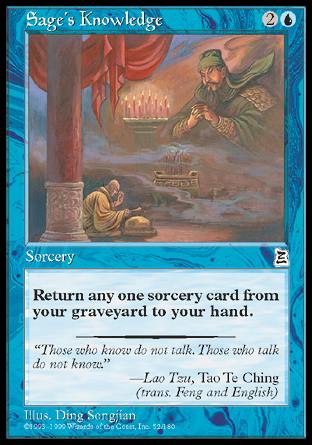 Sage's Knowledge 2
Sorcery
Return any one sorcery card from
your graveyard to your hand.
“Those who know do not talk. Those who talk
do not know.”
—Lao Tzu, Tao Te Ching
(trans. Feng and English)
Illus. Ding Songjian
©1993–1999 Wizards of the Coast, Inc. 52/180